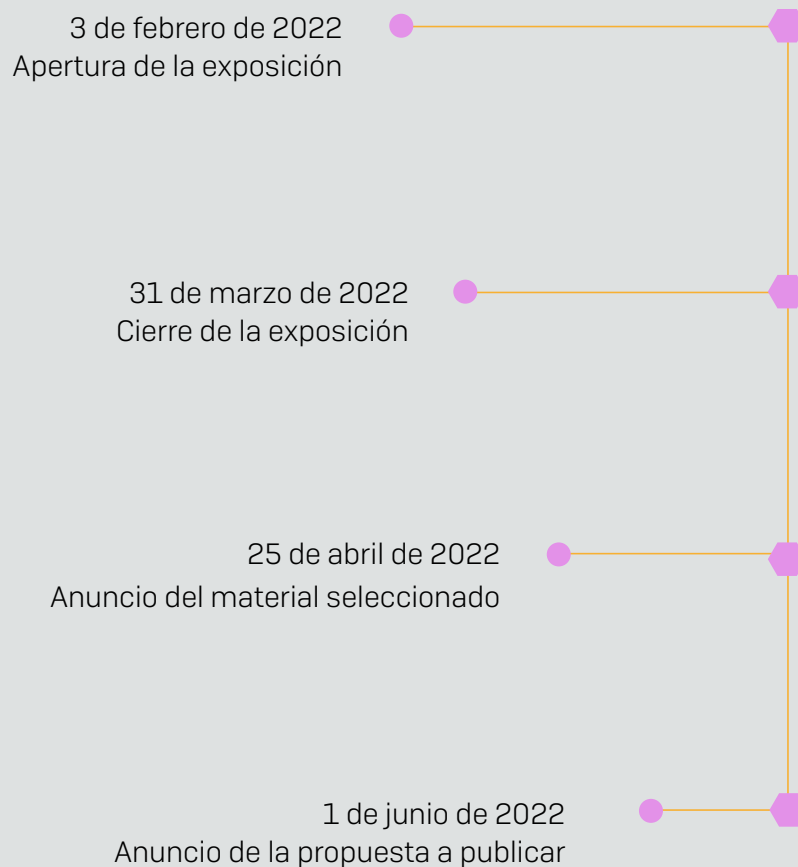 3 de febrero de 2022
Apertura de la exposición
31 de marzo de 2022
Cierre de la exposición
25 de abril de 2022
Anuncio del material seleccionado
1 de junio de 2022
Anuncio de la propuesta a publicar